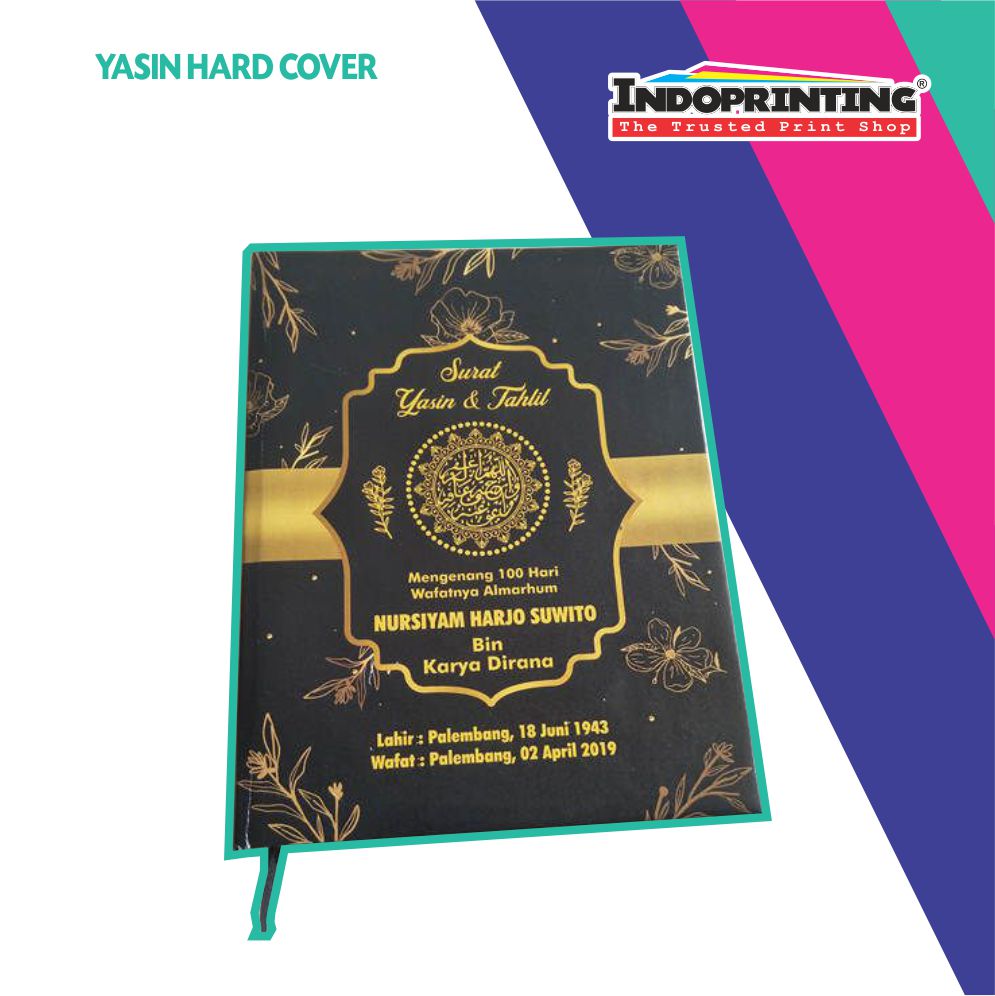 YASIN HARD COVER
INDOPRINTING®
The Trusted Print Shop
Surat
Yasin & Tahlil
Mengenang 100 Hari
Wafatnya Almarhum
NURSIYAM HARJO SUWITO
Bin
Karya Dirana
Lahir : Palembang, 18 Juni 1943
Wafat : Palembang, 02 April 2019